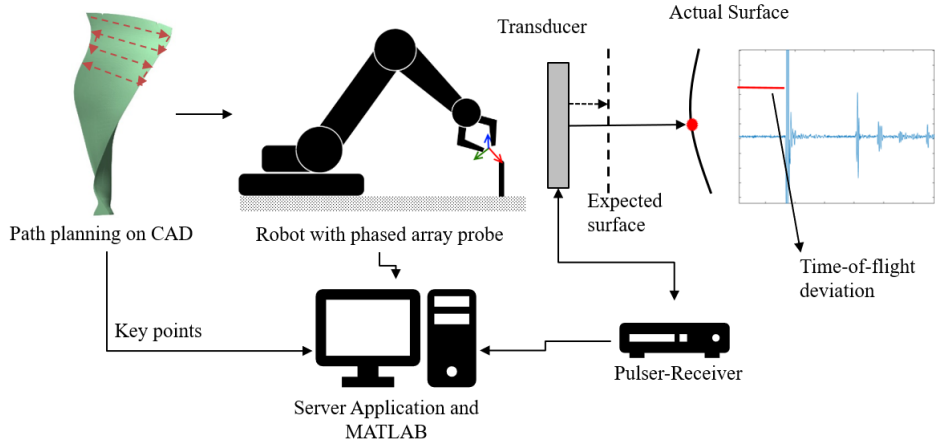 Transducer
Actual Surface
Expected
surface
Time-of-flight
deviation
Path planning on CAD
Robot with phased array probe
Key points
Pulser-Receiver
Server Application and
MATLAB